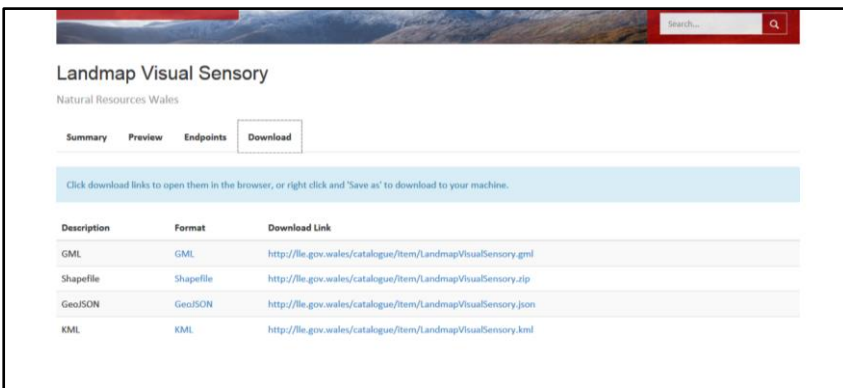 Search...
Landmap Visual Sensory
Natural Resources Wales
Summary Preview Endpoints Download
Click download links to open them in the browser, or right click and 'Save as' to download to your machine.
Description Format Download Link
GML GML http://lle.gov.wales/catalogue/item/LandmapVisualSensory.gml
Shapefile Shapefile http://lle.gov.wales/catalogue/item/LandmapVisualSensory.zip
GeoJSON GeoJSON http://lle.gov.wales/catalogue/item/LandmapVisualSensory.json
KML KML http://lle.gov.wales/catalogue/item/LandmapVisualSensory.kml